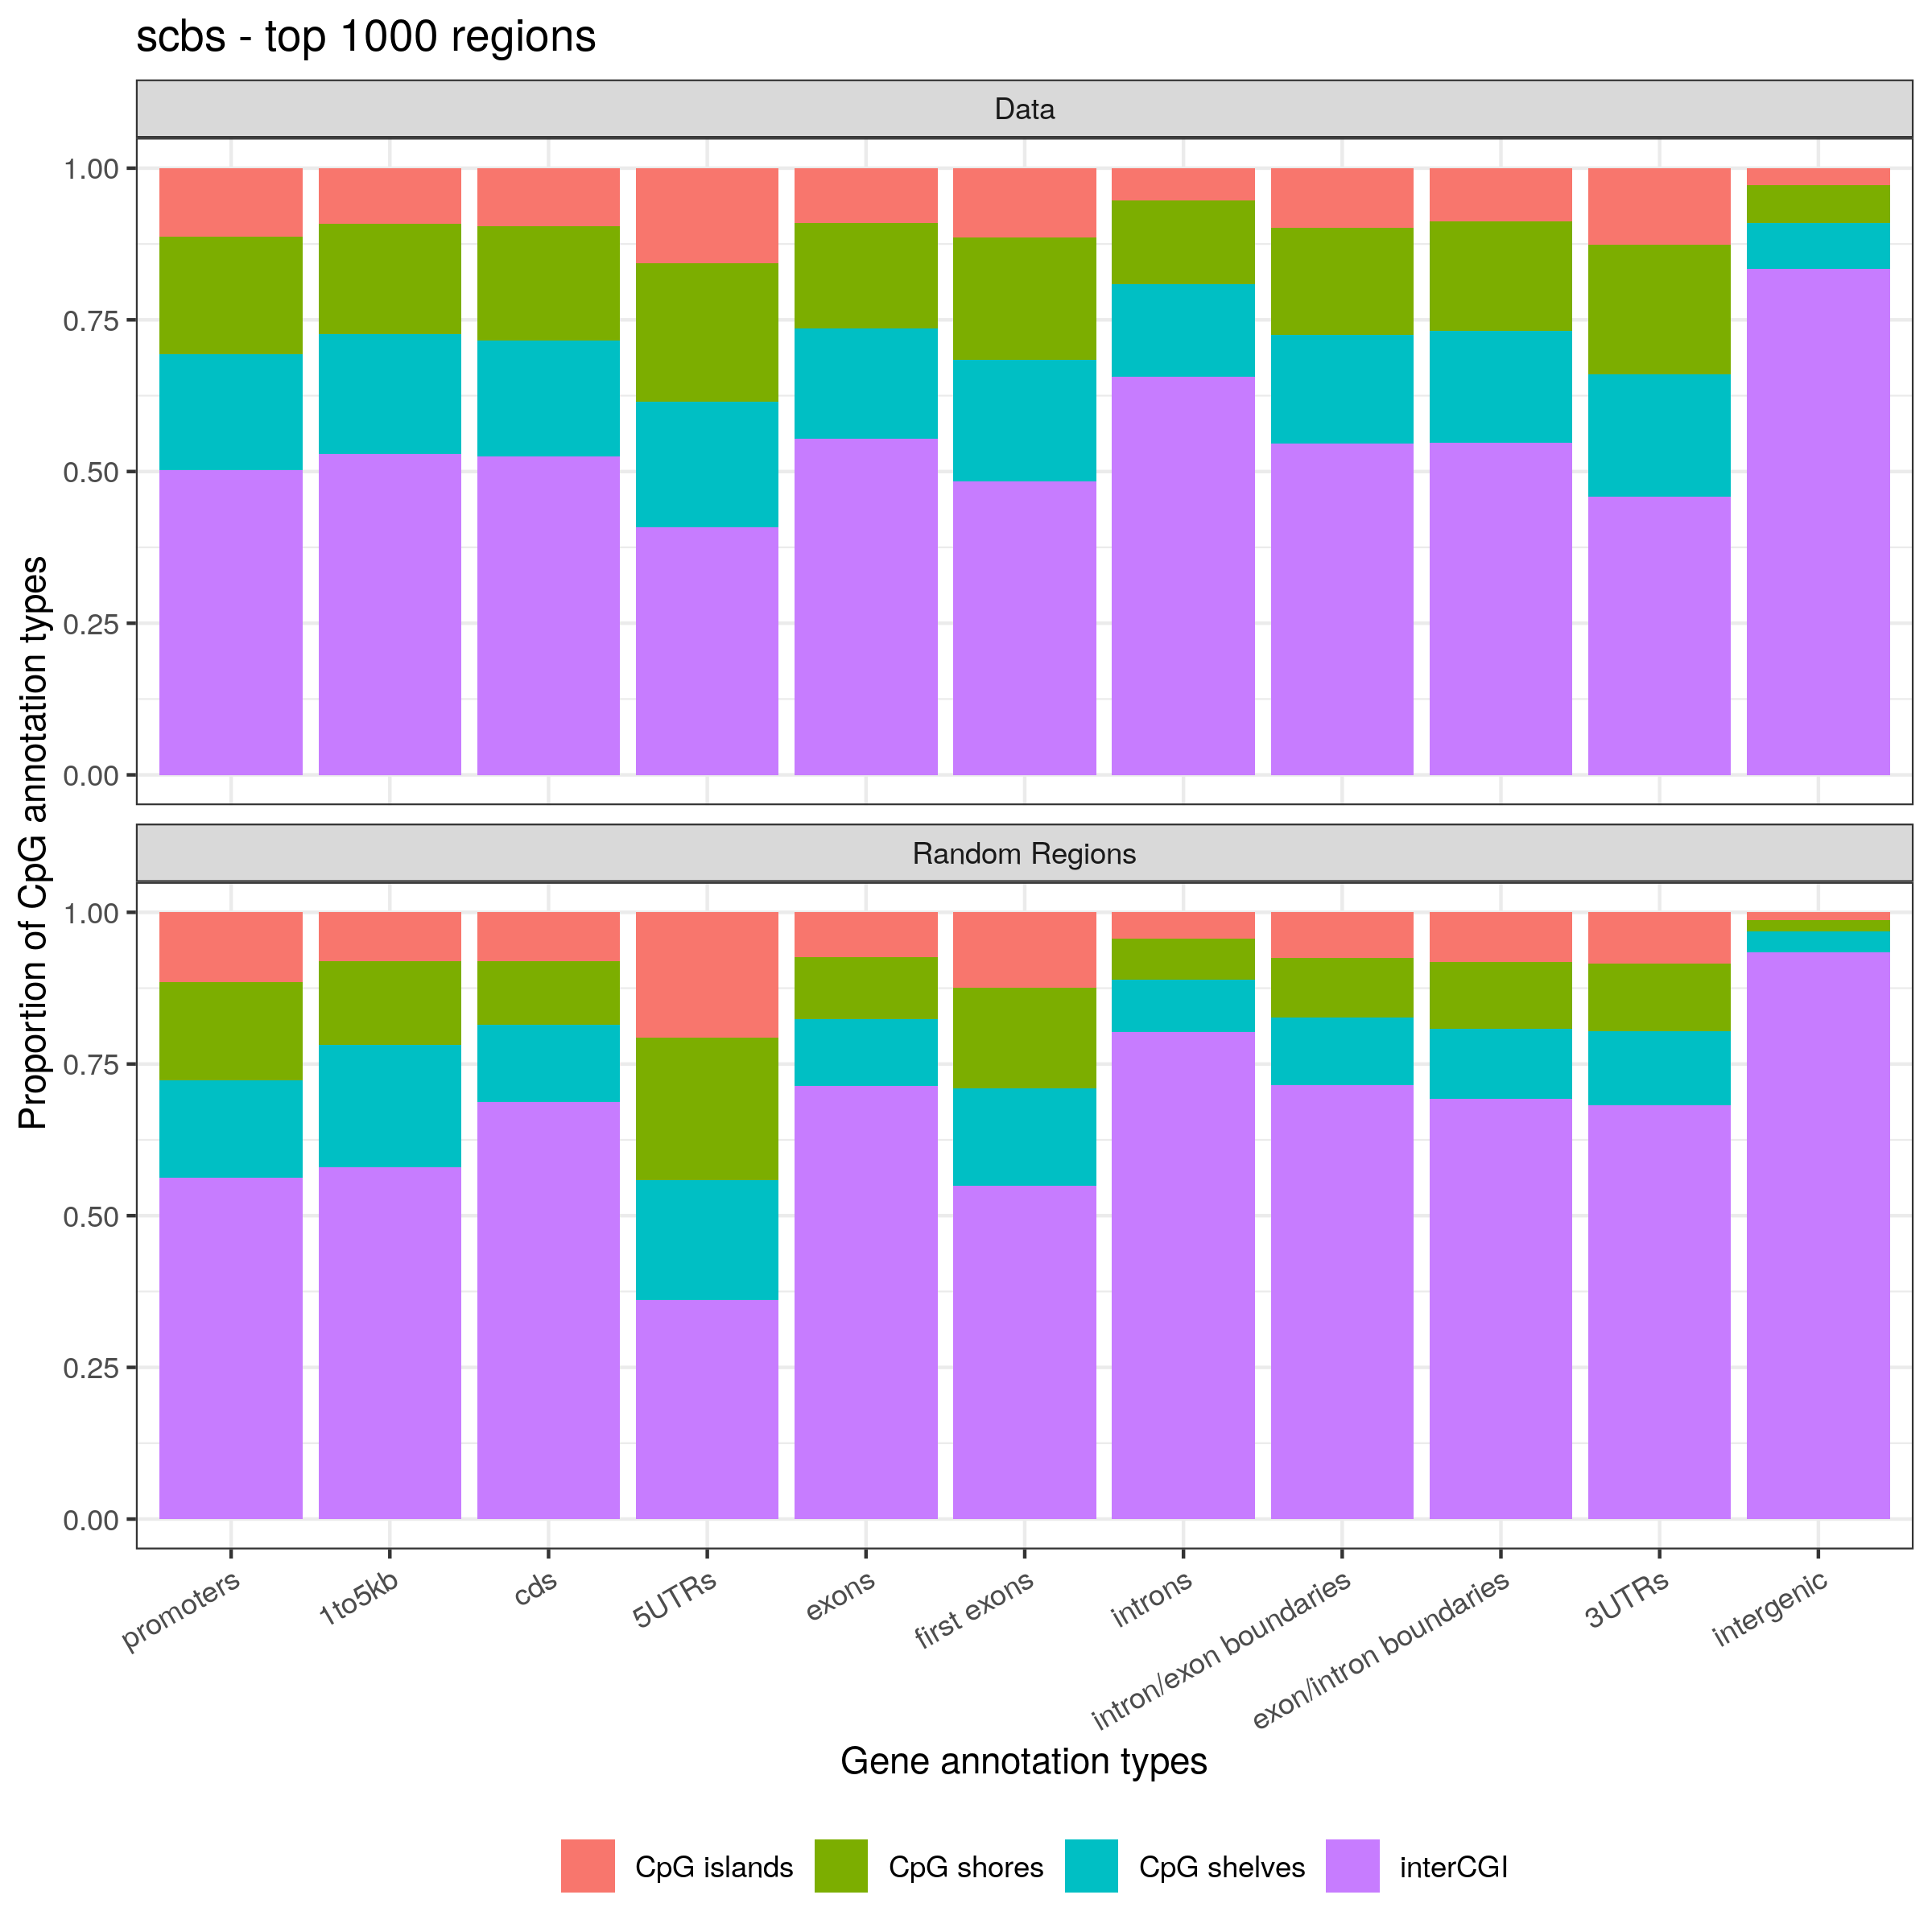 scbs - top 1000 regions
Data
1.00
0.75
0.50
0.25
0.00
Random Regions
1.00
0.75
0.50
0.25
0.00
Proportion of CpG annotation types
promoters
1to5kb
cds
5UTRs
exons
first exons
introns
intron/exon boundaries
exon/intron boundaries
3UTRs
intergenic
Gene annotation types
CpG islands CpG shores CpG shelves interCGI